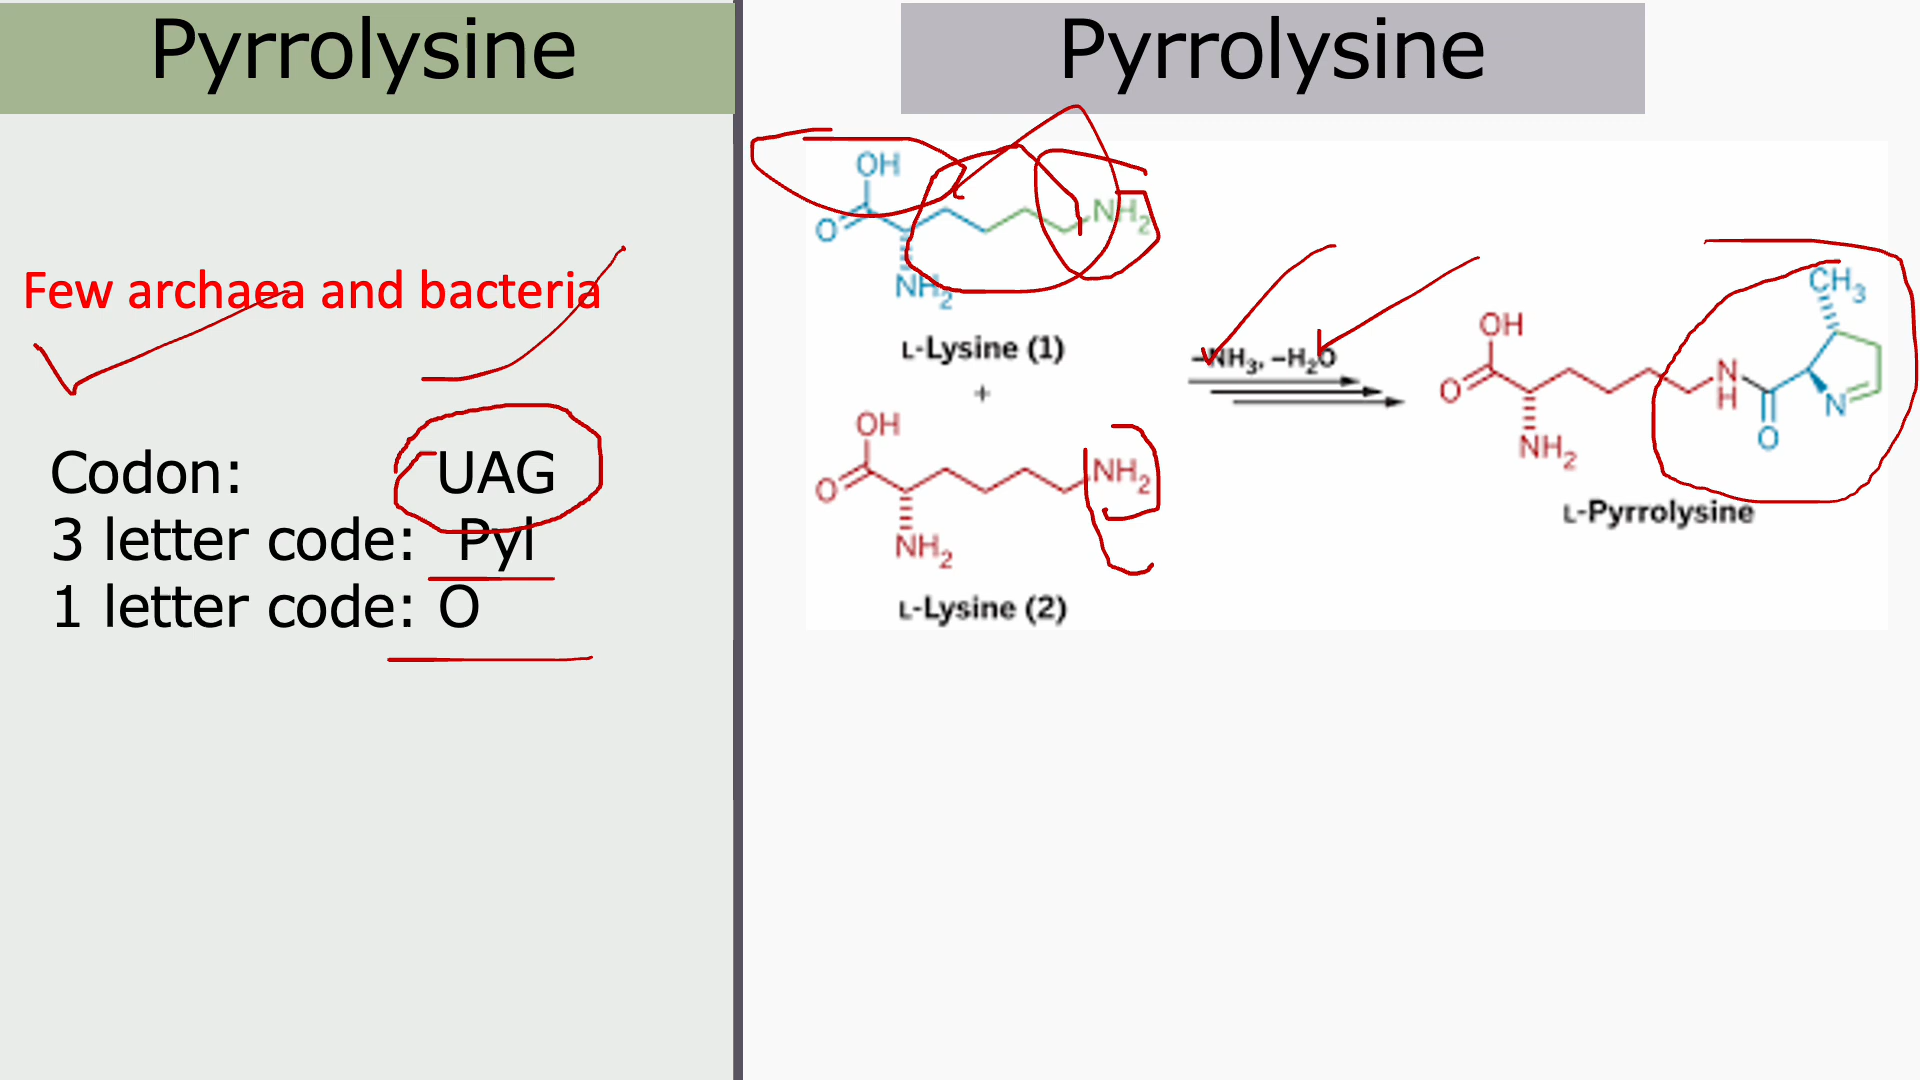 Pyrrolysine
Few archaea and bacteria
Codon: UAG
3 letter code: Pyl
1 letter code: O
Pyrrolysine
OH
O
NH₂
NH₂
L-Lysine (1)
+
OH
O
NH₂
NH₂
L-Lysine (2)
–NH₃, –H₂O
CH₃
OH
O
N
H
O
N
NH₂
L-Pyrrolysine